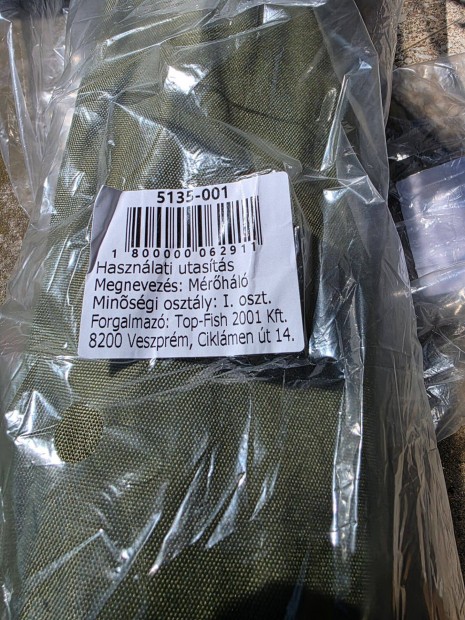 5135-001
1 800000 062911
Használati utasítás
Megnevezés: Mérőháló
Minõségi osztály: I. oszt.
Forgalmazó: Top-Fish 2001 Kft.
8200 Veszprém, Ciklámen út 14.